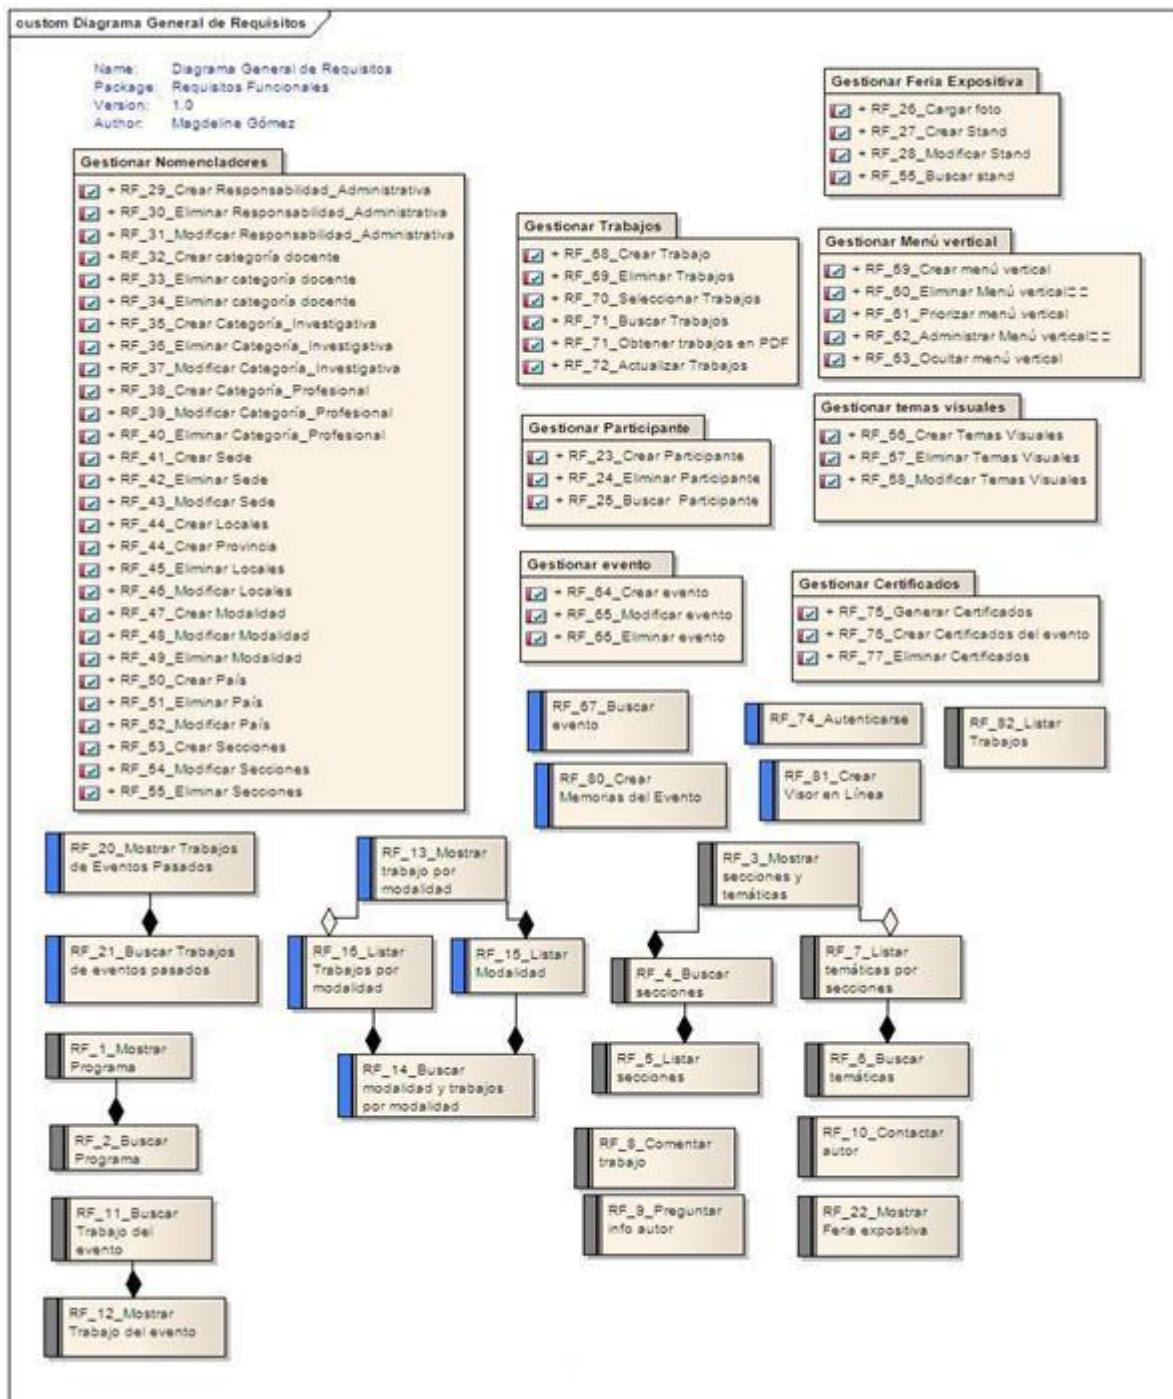 custom Diagrama General de Requisitos
Name: Diagrama General de Requisitos
Package: Requisitos Funcionales
Version: 1.0
Author: Magdeline Gómez
Gestionar Nomencladores
+ RF_29_Crear Responsabilidad_Administrativa
+ RF_30_Eliminar Responsabilidad_Administrativa
+ RF_31_Modificar Responsabilidad_Administrativa
+ RF_32_Crear categoría docente
+ RF_33_Eliminar categoría docente
+ RF_34_Eliminar categoría docente
+ RF_35_Crear Categoría_Investigativa
+ RF_36_Eliminar Categoría_Investigativa
+ RF_37_Modificar Categoría_Investigativa
+ RF_38_Crear Categoría_Profesional
+ RF_39_Modificar Categoría_Profesional
+ RF_40_Eliminar Categoría_Profesional
+ RF_41_Crear Sede
+ RF_42_Eliminar Sede
+ RF_43_Modificar Sede
+ RF_44_Crear Locales
+ RF_44_Crear Provincia
+ RF_45_Eliminar Locales
+ RF_46_Modificar Locales
+ RF_47_Crear Modalidad
+ RF_48_Modificar Modalidad
+ RF_49_Eliminar Modalidad
+ RF_50_Crear País
+ RF_51_Eliminar País
+ RF_52_Modificar País
+ RF_53_Crear Secciones
+ RF_54_Modificar Secciones
+ RF_55_Eliminar Secciones
Gestionar Feria Expositiva
+ RF_26_Cargar foto
+ RF_27_Crear Stand
+ RF_28_Modificar Stand
+ RF_55_Buscar stand
Gestionar Trabajos
+ RF_68_Crear Trabajo
+ RF_69_Eliminar Trabajos
+ RF_70_Seleccionar Trabajos
+ RF_71_Buscar Trabajos
+ RF_71_Obtener trabajos en PDF
+ RF_72_Actualizar Trabajos
Gestionar Menú vertical
+ RF_59_Crear menú vertical
+ RF_60_Eliminar Menú vertical□□
+ RF_61_Priorizar menú vertical
+ RF_62_Administrar Menú vertical□□
+ RF_63_Ocultar menú vertical
Gestionar Participante
+ RF_23_Crear Participante
+ RF_24_Eliminar Participante
+ RF_25_Buscar Participante
Gestionar temas visuales
+ RF_56_Crear Temas Visuales
+ RF_57_Eliminar Temas Visuales
+ RF_58_Modificar Temas Visuales
Gestionar evento
+ RF_64_Crear evento
+ RF_65_Modificar evento
+ RF_66_Eliminar evento
Gestionar Certificados
+ RF_75_Generar Certificados
+ RF_76_Crear Certificados del evento
+ RF_77_Eliminar Certificados
RF_67_Buscar
evento
RF_74_Autenticarse
RF_82_Listar
Trabajos
RF_80_Crear
Memorias del Evento
RF_81_Crear
Visor en Línea
RF_20_Mostrar Trabajos
de Eventos Pasados
RF_13_Mostrar
trabajo por
modalidad
RF_3_Mostrar
secciones y
temáticas
RF_21_Buscar Trabajos
de eventos pasados
RF_16_Listar
Trabajos por
modalidad
RF_15_Listar
Modalidad
RF_4_Buscar
secciones
RF_7_Listar
temáticas por
secciones
RF_1_Mostrar
Programa
RF_14_Buscar
modalidad y trabajos
por modalidad
RF_5_Listar
secciones
RF_6_Buscar
temáticas
RF_2_Buscar
Programa
RF_8_Comentar
trabajo
RF_10_Contactar
autor
RF_11_Buscar
Trabajo del
evento
RF_9_Preguntar
info autor
RF_22_Mostrar
Feria expositiva
RF_12_Mostrar
Trabajo del evento